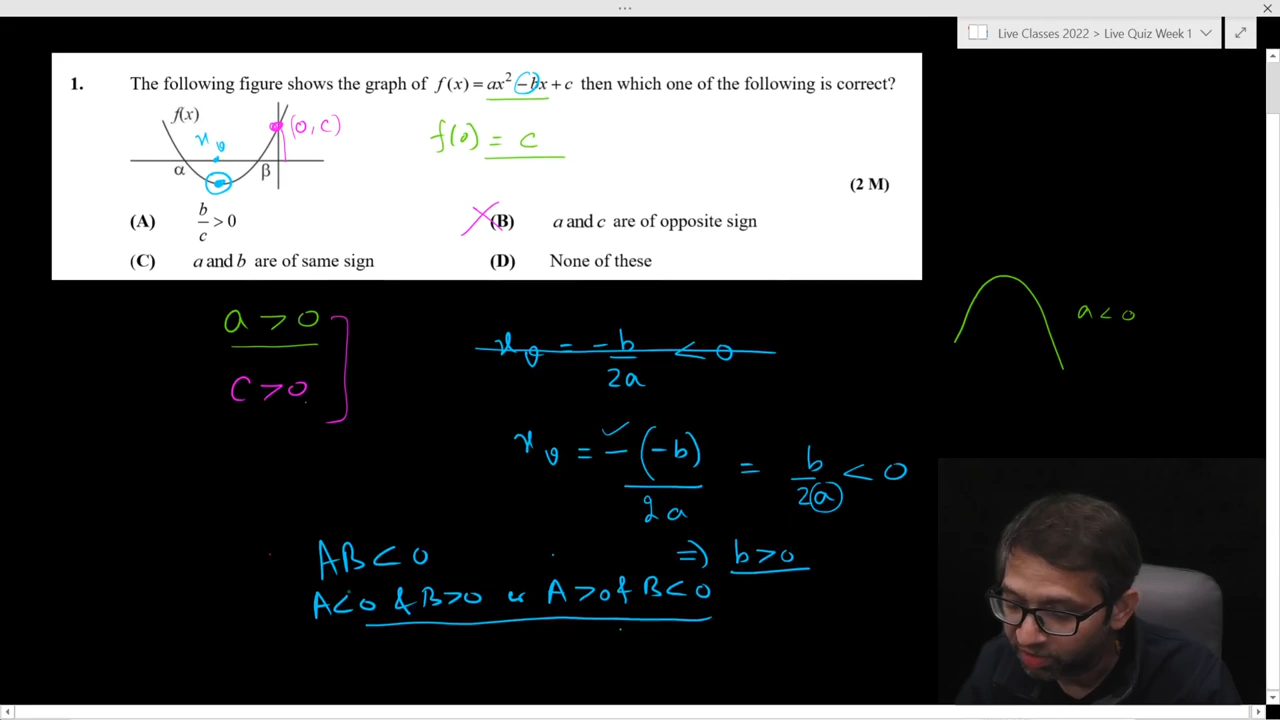 Live Classes 2022 > Live Quiz Week 1
1. The following figure shows the graph of f(x) = ax² – bx + c then which one of the following is correct?
f(x)
x_v
(0, c)
f(0) = c
α
β
(2 M)
(A) b/c > 0
(B) a and c are of opposite sign
(C) a and b are of same sign
(D) None of these
a > 0
a < 0
x_v = -b/2a < 0
c > 0
x_v = -(-b)/2a = b/2a < 0
AB < 0
=) b > 0
A < 0 & B > 0 or A > 0 & B < 0